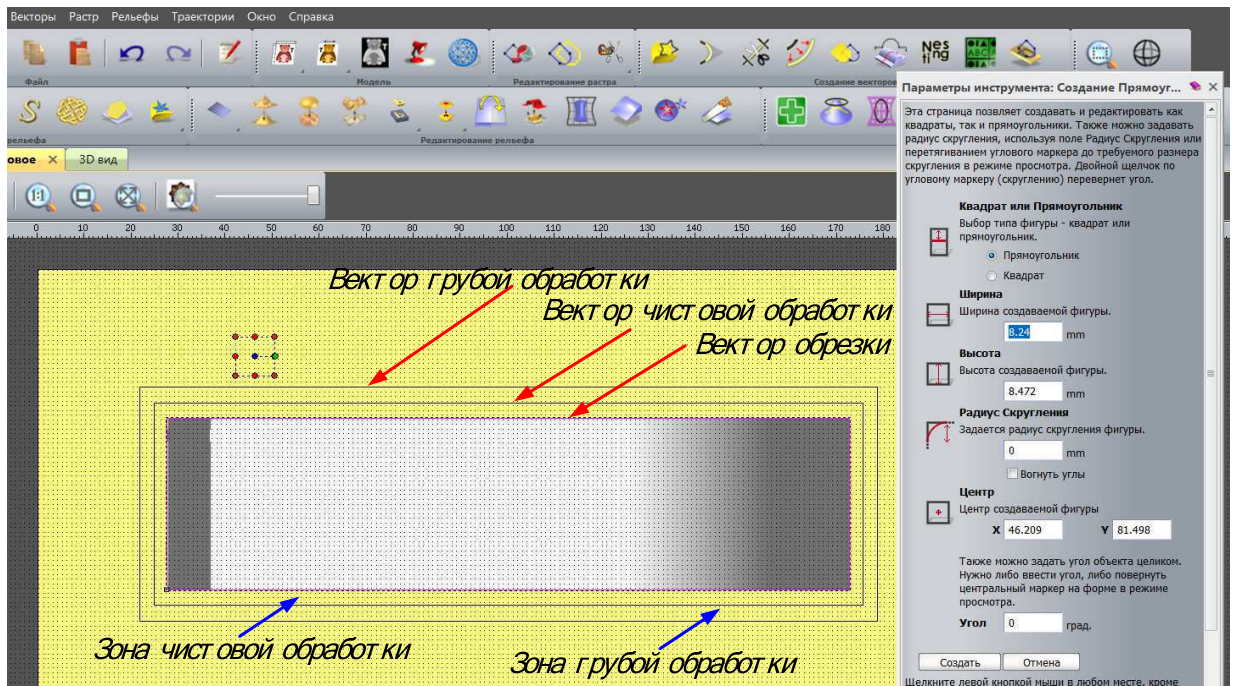 Векторы Растр Рельефы Траектории Окно Справка
Nes
ting
ABC
Файл Модель Редактирование растра Создание векторов
рельефа Редактирование рельефа
овое × 3D вид
1:1
0 10 20 30 40 50 60 70 80 90 100 110 120 130 140 150 160 170 180
Вектор грубой обработки
Вектор чистовой обработки
Вектор обрезки
Зона чистовой обработки
Зона грубой обработки
Параметры инструмента: Создание Прямоуг...
Эта страница позвляет создавать и редактировать как
квадраты, так и прямоугольники. Также можно задавать
радиус скругления, используя поле Радиус Скругления или
перетягиванием углового маркера до требуемого размера
скругления в режиме просмотра. Двойной щелчок по
угловому маркеру (скруглению) перевернет угол.
Квадрат или Прямоугольник
Выбор типа фигуры - квадрат или
прямоугольник.
Прямоугольник
Квадрат
Ширина
Ширина создаваемой фигуры.
8.24 mm
Высота
Высота создаваемой фигуры.
8.472 mm
Радиус Скругления
Задается радиус скругления фигуры.
0 mm
Вогнуть углы
Центр
Центр создаваемой фигуры
X 46.209 Y 81.498
Также можно задать угол объекта целиком.
Нужно либо ввести угол, либо повернуть
центральный маркер на форме в режиме
просмотра.
Угол 0 град.
Создать Отмена
Щелкните левой кнопкой мыши в любом месте, кроме